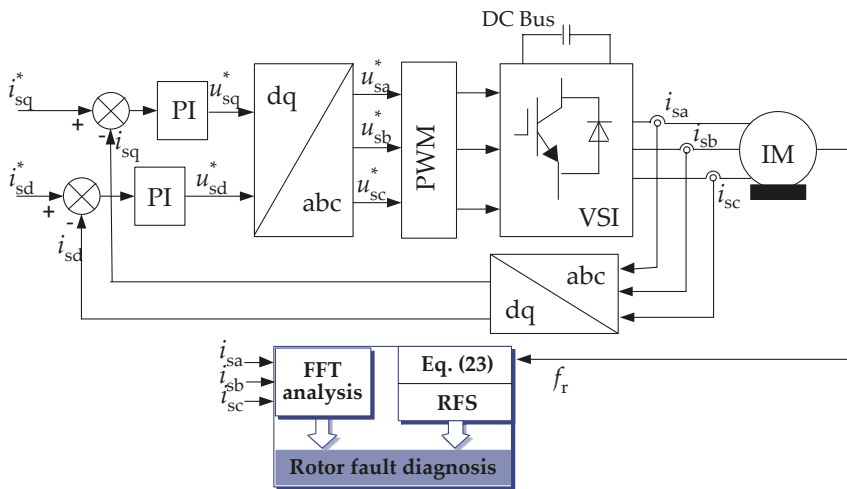 DC Bus
i*sq
+
-
isq
PI
u*sq
dq
abc
u*sa
u*sb
u*sc
PWM
VSI
isa
isb
isc
IM
i*sd
+
-
isd
PI
u*sd
abc
dq
isa
isb
isc
FFT
analysis
Eq. (23)
RFS
fr
Rotor fault diagnosis